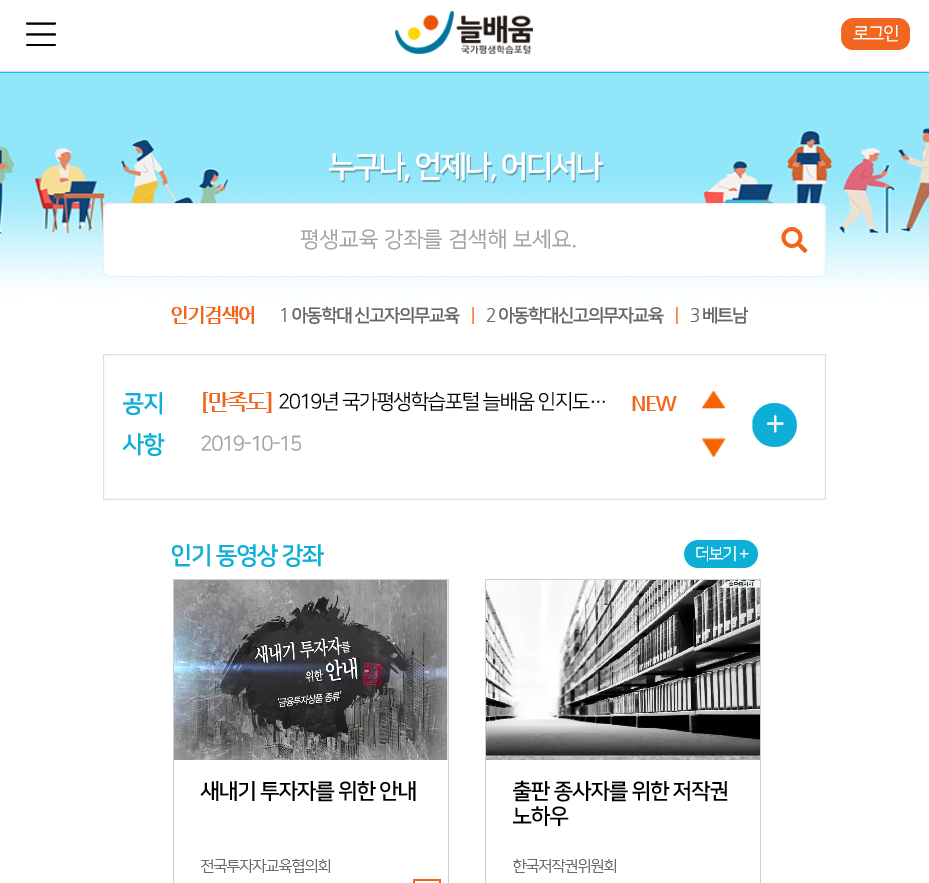 늘배움
국가평생학습포털
로그인
누구나, 언제나, 어디서나
평생교육 강좌를 검색해 보세요.
인기검색어 1 아동학대 신고자의무교육 | 2 아동학대신고의무자교육 | 3 베트남
공지 사항
[만족도] 2019년 국가평생학습포털 늘배움 인지도… NEW
2019-10-15
+
인기 동영상 강좌
더보기 +
새내기 투자자를
위한 안내
'금융투자상품 종류'
새내기 투자자를 위한 안내
전국투자자교육협의회
출판 종사자를 위한 저작권
노하우
한국저작권위원회